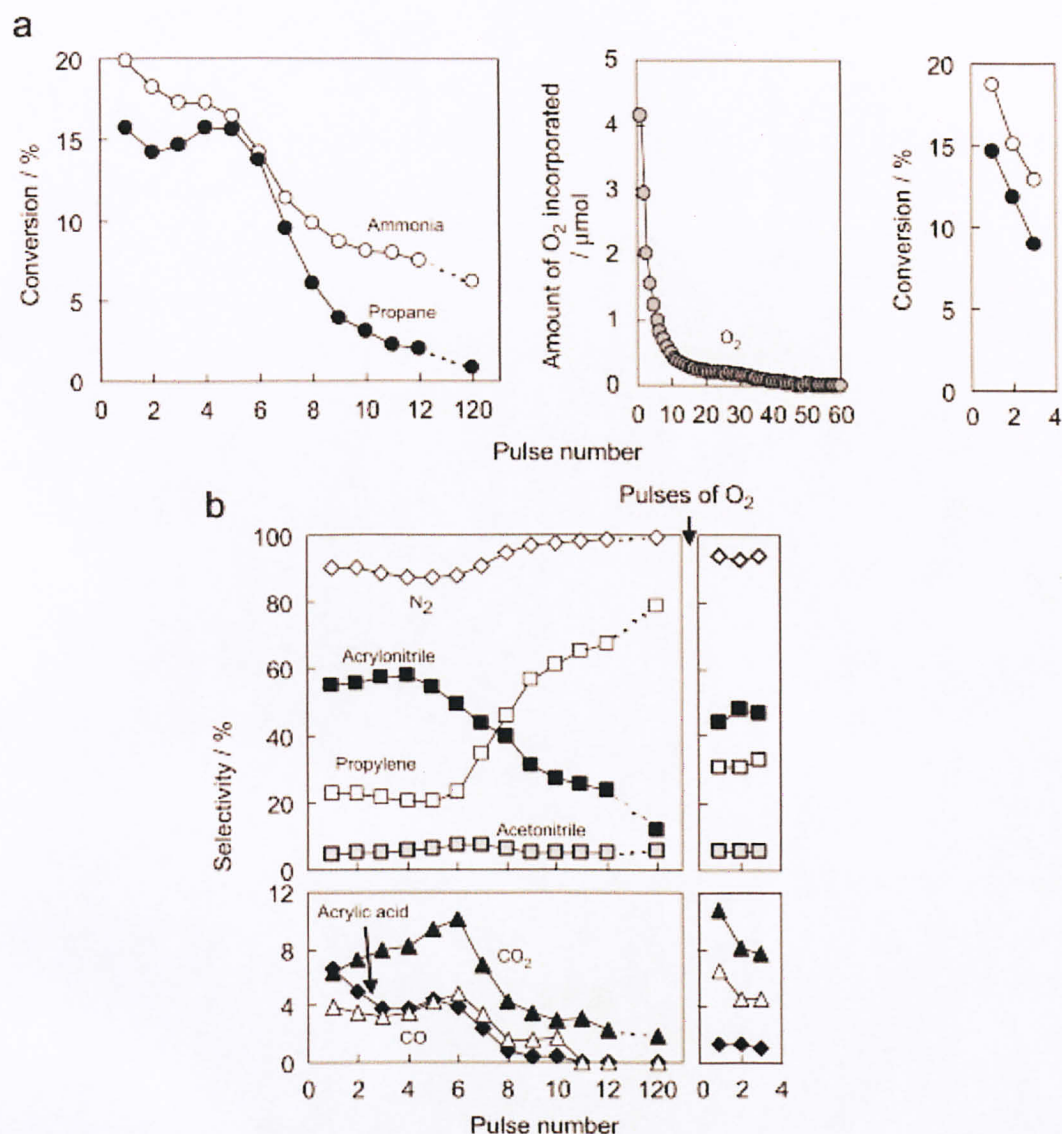 a
20
15
10
5
0
Conversion / %
Ammonia
Propane
0 2 4 6 8 10 12 120
5
4
3
2
1
0
Amount of O2 incorporated
/ μmol
O2
0 10 20 30 40 50 60
20
15
10
5
0
Conversion / %
0 2 4
Pulse number
b
Pulses of O2
100
80
60
40
20
0
Selectivity / %
N2
Acrylonitrile
Propylene
Acetonitrile
12
8
4
0
Acrylic acid
CO2
CO
0 2 4 6 8 10 12 120
0 1 2 3 4
Pulse number